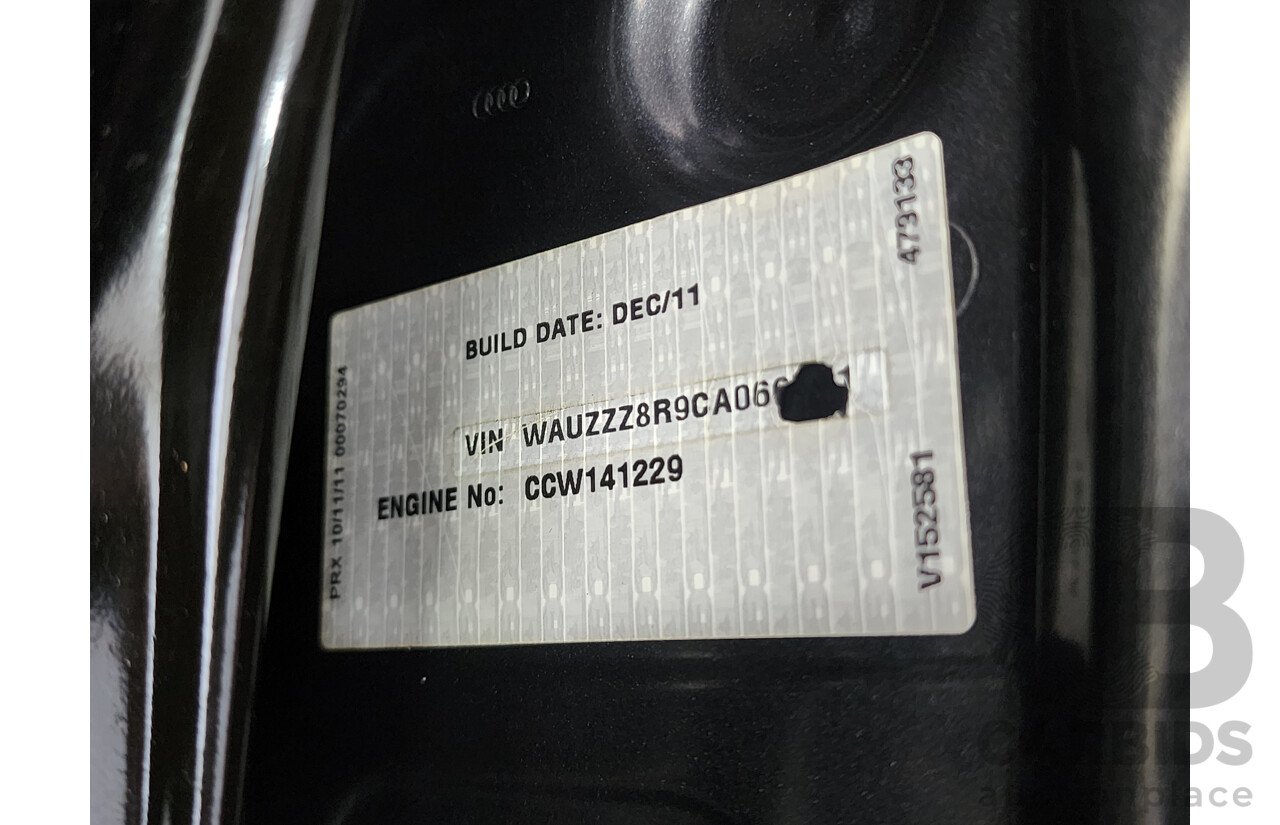 473133
BUILD DATE: DEC/11
VIN WAUZZZ8R9CA06
ENGINE No: CCW141229
PRX 10/11/11 00070294
V152581